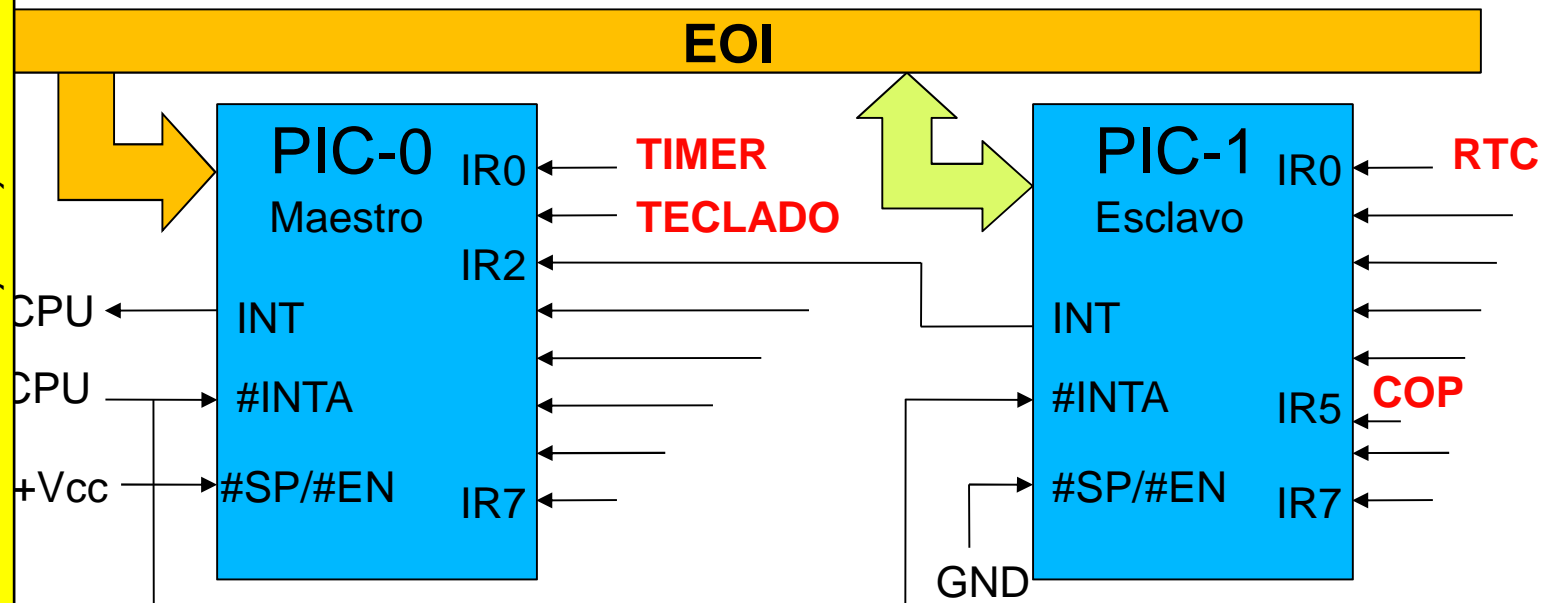 EOI
PIC-0
Maestro
IR0
TIMER
TECLADO
IR2
INT
#INTA
#SP/#EN
IR7
CPU
+Vcc
PIC-1
Esclavo
IR0
RTC
INT
#INTA
IR5
COP
#SP/#EN
IR7
GND